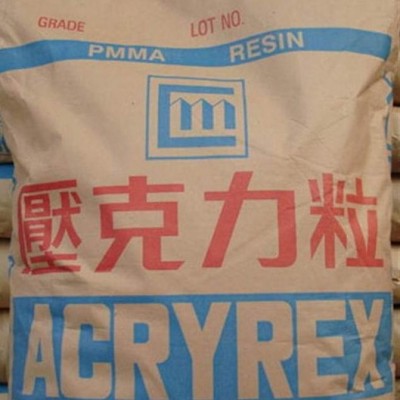 GRADE LOT NO.
PMMA RESIN
壓克力粒
ACRYREX